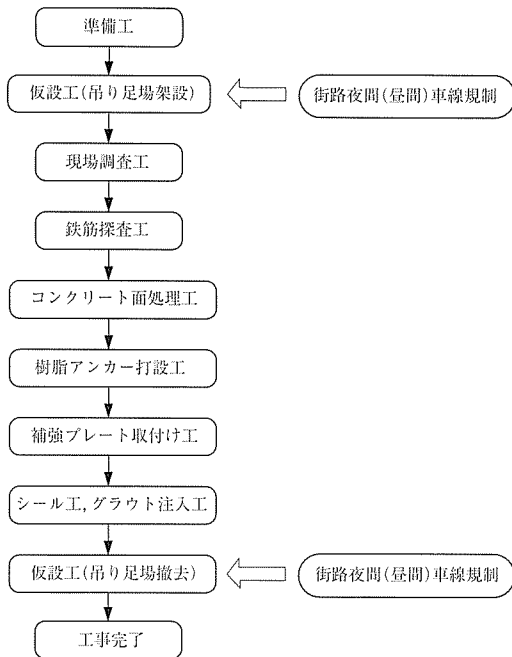 準備工
仮設工(吊り足場架設)
街路夜間(昼間)車線規制
現場調査工
鉄筋探査工
コンクリート面処理工
樹脂アンカー打設工
補強プレート取付け工
シール工,グラウト注入工
仮設工(吊り足場撤去)
街路夜間(昼間)車線規制
工事完了